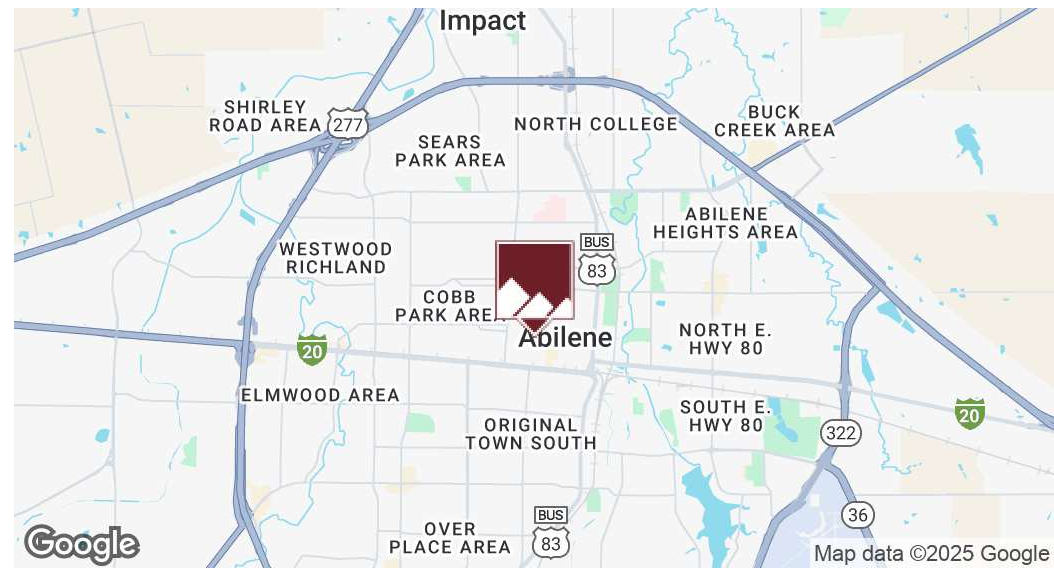 Impact
SHIRLEY
ROAD AREA
277
SEARS
PARK AREA
NORTH COLLEGE
BUCK
CREEK AREA
ABILENE
HEIGHTS AREA
WESTWOOD
RICHLAND
BUS
83
COBB
PARK AREA
Abilene
NORTH E.
HWY 80
20
ELMWOOD AREA
ORIGINAL
TOWN SOUTH
SOUTH E.
HWY 80
20
322
OVER
PLACE AREA
BUS
83
36
Google
Map data ©2025 Google